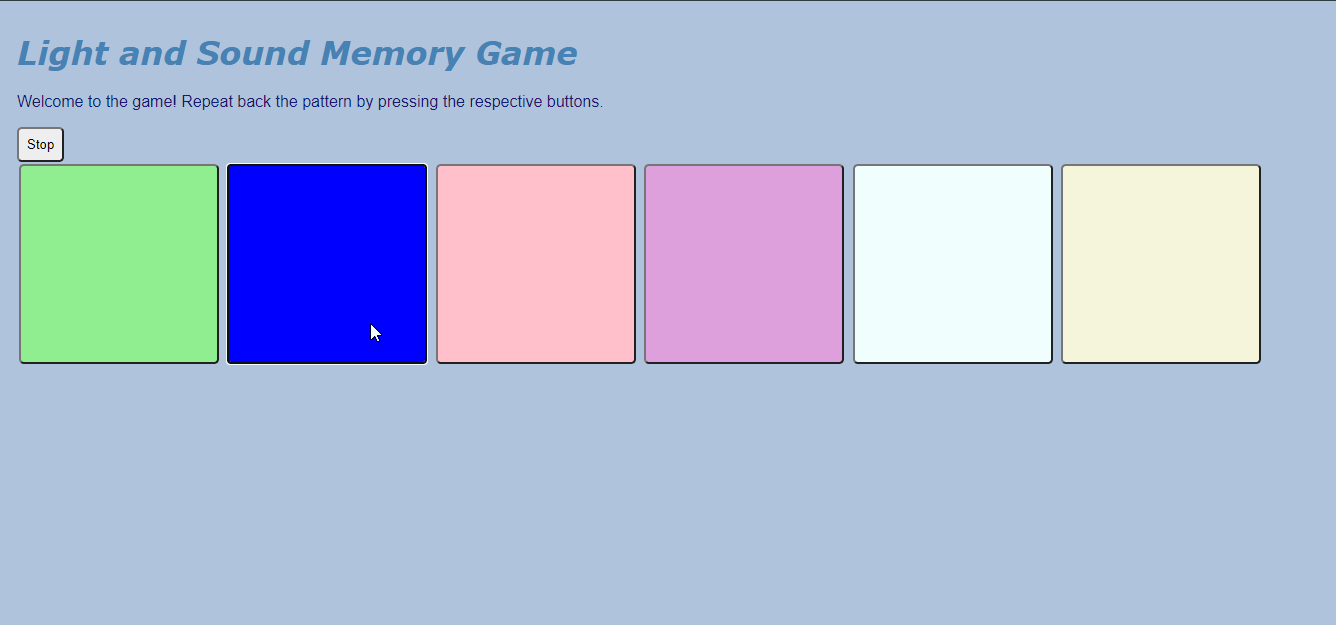 Light and Sound Memory Game
Welcome to the game! Repeat back the pattern by pressing the respective buttons.
Stop